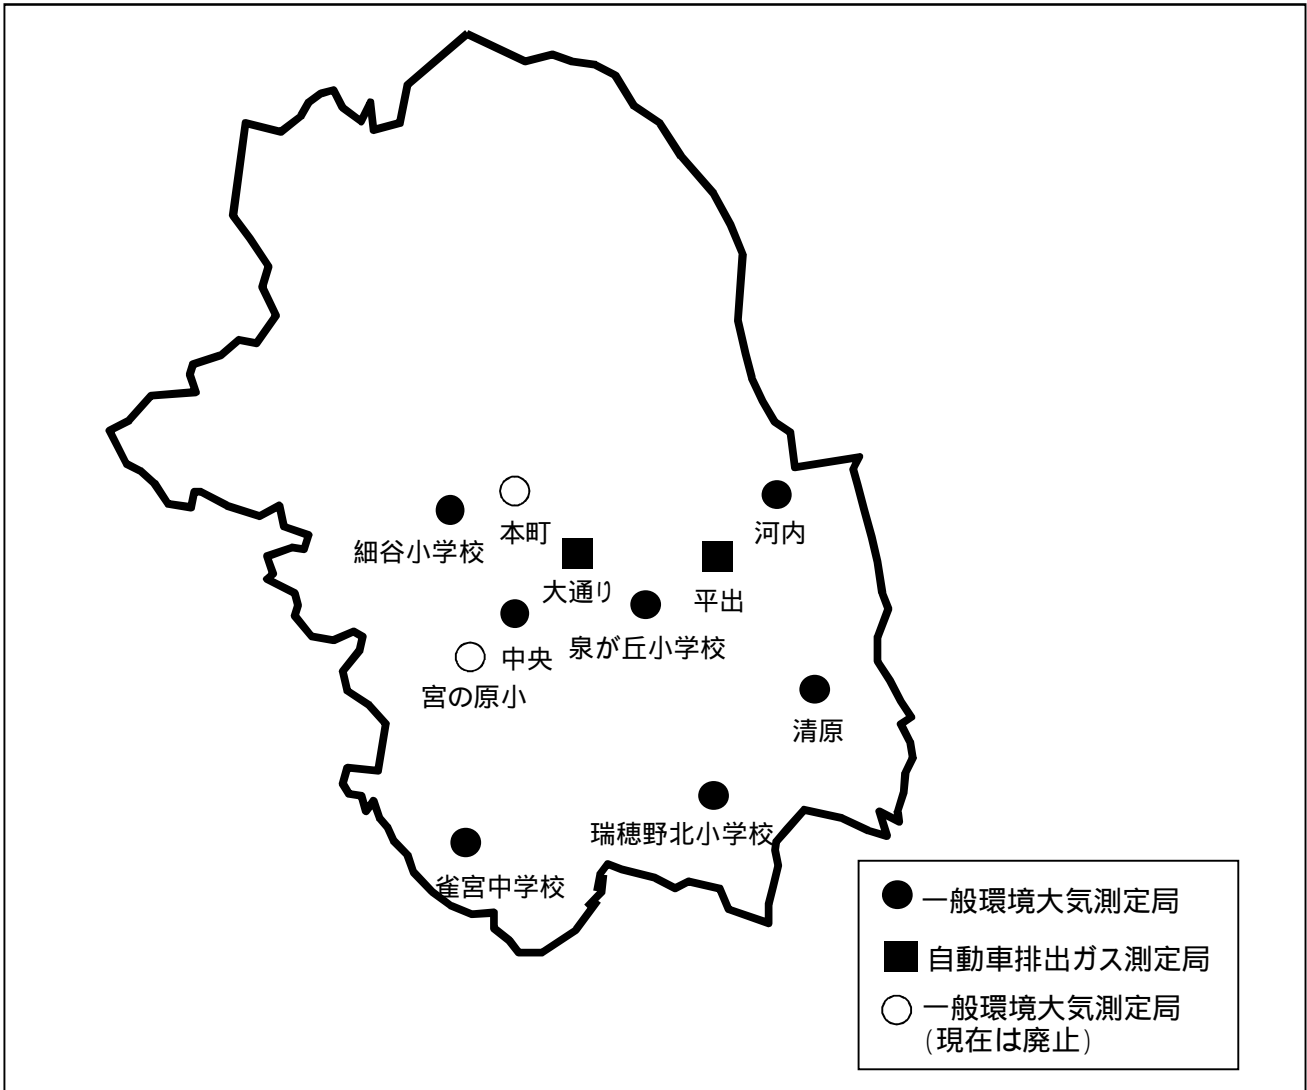 本町
河内
細谷小学校
大通り
平出
泉が丘小学校
中央
宮の原小
清原
瑞穂野北小学校
雀宮中学校
一般環境大気測定局
自動車排出ガス測定局
一般環境大気測定局
(現在は廃止)